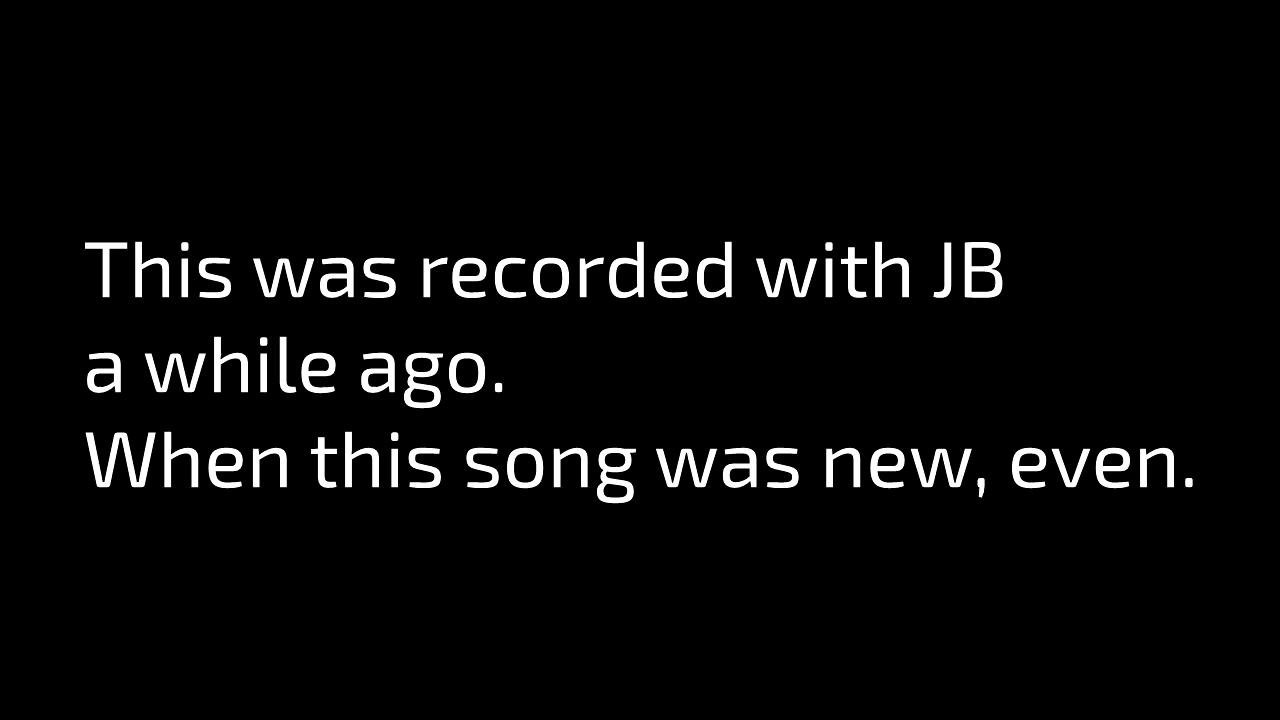 This was recorded with JB
a while ago.
When this song was new, even.